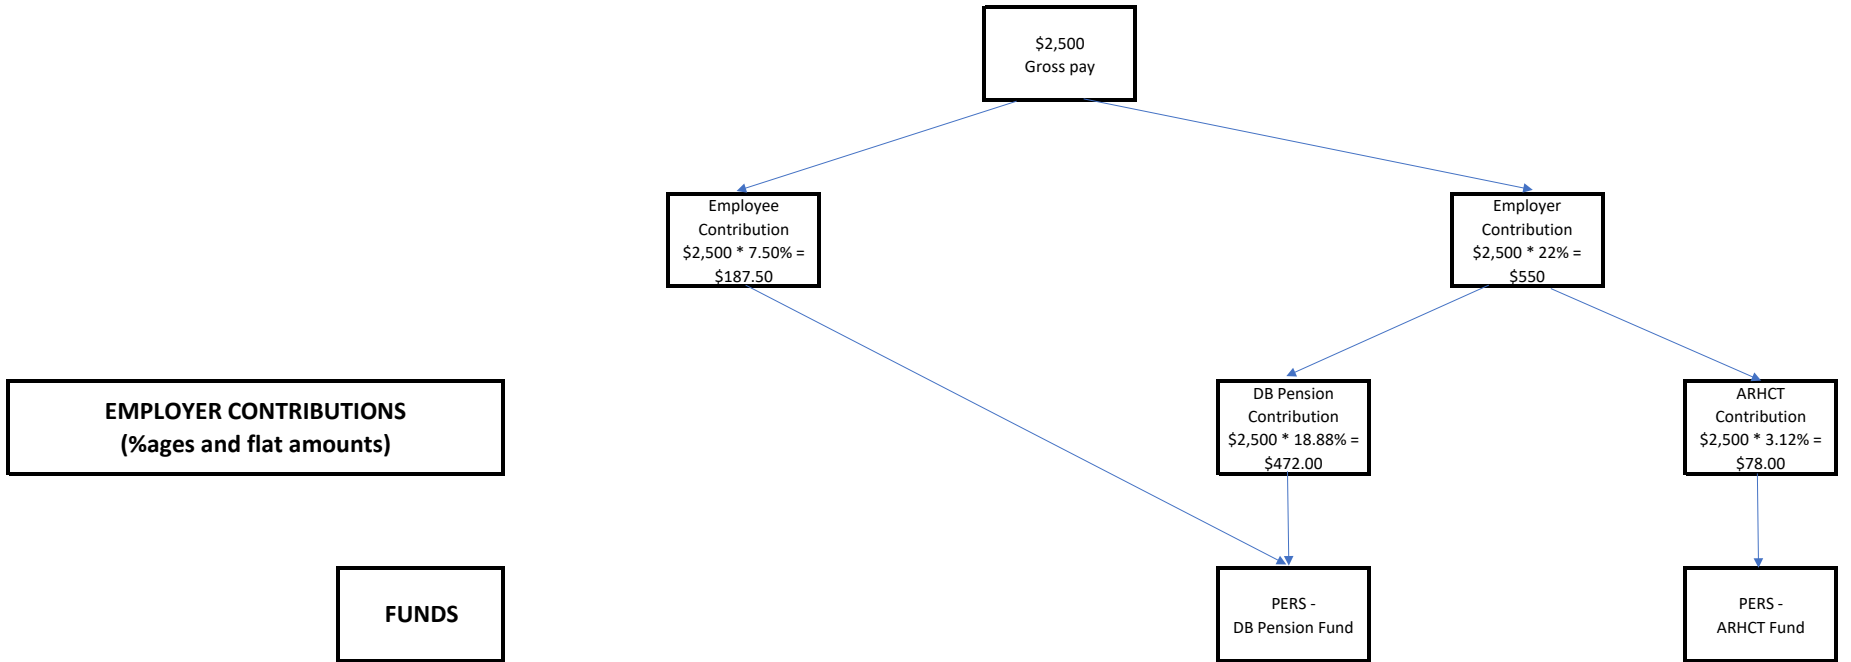 $2,500
Gross pay
Employee
Contribution
$2,500 * 7.50% =
$187.50
Employer
Contribution
$2,500 * 22% =
$550
EMPLOYER CONTRIBUTIONS
(%ages and flat amounts)
DB Pension
Contribution
$2,500 * 18.88% =
$472.00
ARHCT
Contribution
$2,500 * 3.12% =
$78.00
FUNDS
PERS -
DB Pension Fund
PERS -
ARHCT Fund